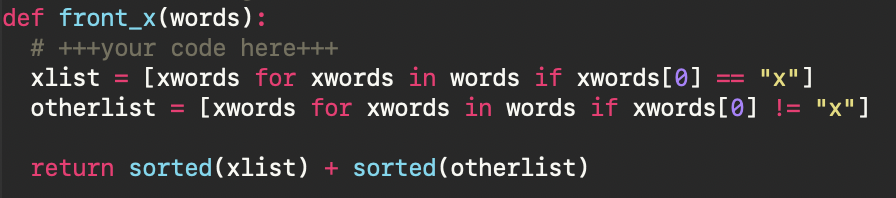 def front_x(words):
  # +++your code here+++
  xlist = [xwords for xwords in words if xwords[0] == "x"]
  otherlist = [xwords for xwords in words if xwords[0] != "x"]

  return sorted(xlist) + sorted(otherlist)